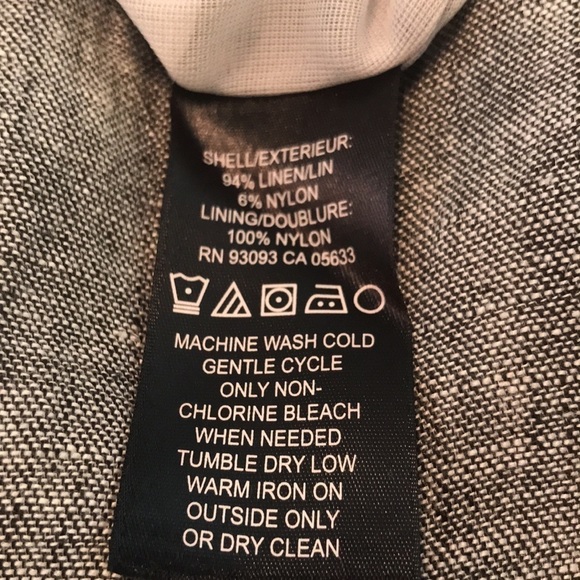 SHELL/EXTERIEUR:
94% LINEN/LIN
6% NYLON
LINING/DOUBLURE:
100% NYLON
RN 93093 CA 05633
MACHINE WASH COLD
GENTLE CYCLE
ONLY NON-
CHLORINE BLEACH
WHEN NEEDED
TUMBLE DRY LOW
WARM IRON ON
OUTSIDE ONLY
OR DRY CLEAN